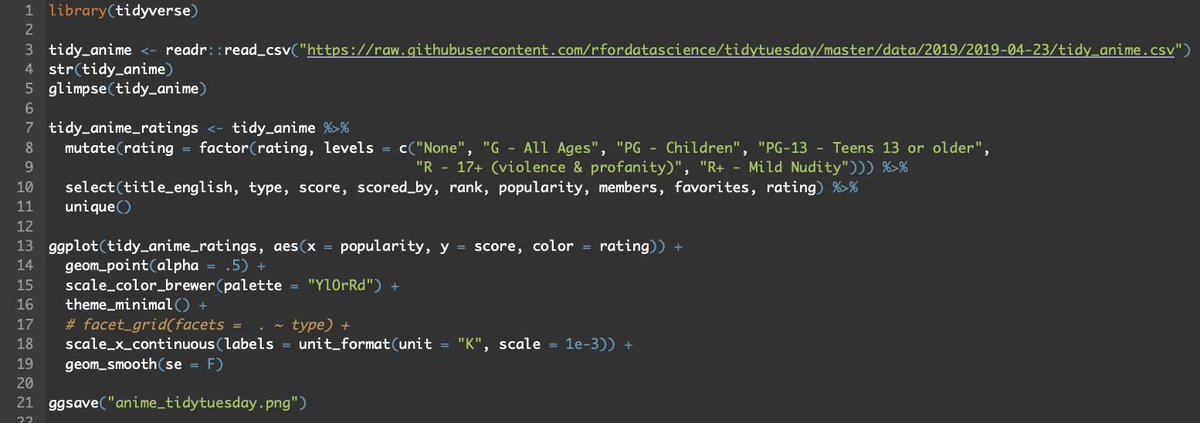 1 library(tidyverse)
2
3 tidy_anime <- readr::read_csv("https://raw.githubusercontent.com/rfordatascience/tidytuesday/master/data/2019/2019-04-23/tidy_anime.csv")
4 str(tidy_anime)
5 glimpse(tidy_anime)
6
7 tidy_anime_ratings <- tidy_anime %>%
8   mutate(rating = factor(rating, levels = c("None", "G - All Ages", "PG - Children", "PG-13 - Teens 13 or older",
9                                             "R - 17+ (violence & profanity)", "R+ - Mild Nudity"))) %>%
10   select(title_english, type, score, scored_by, rank, popularity, members, favorites, rating) %>%
11   unique()
12
13 ggplot(tidy_anime_ratings, aes(x = popularity, y = score, color = rating)) +
14   geom_point(alpha = .5) +
15   scale_color_brewer(palette = "YlOrRd") +
16   theme_minimal() +
17   # facet_grid(facets =  . ~ type) +
18   scale_x_continuous(labels = unit_format(unit = "K", scale = 1e-3)) +
19   geom_smooth(se = F)
20
21 ggsave("anime_tidytuesday.png")
22